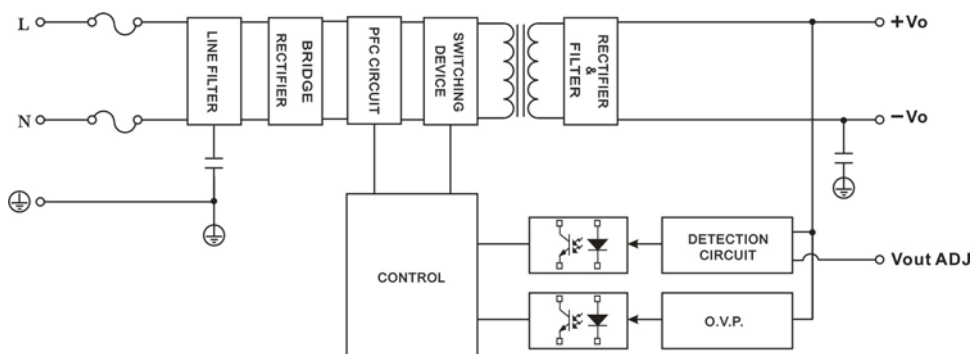 L
+Vo
LINE FILTER
BRIDGE
RECTIFIER
PFC CIRCUIT
SWITCHING
DEVICE
RECTIFIER
&
FILTER
N
−Vo
CONTROL
DETECTION
CIRCUIT
Vout ADJ
O.V.P.